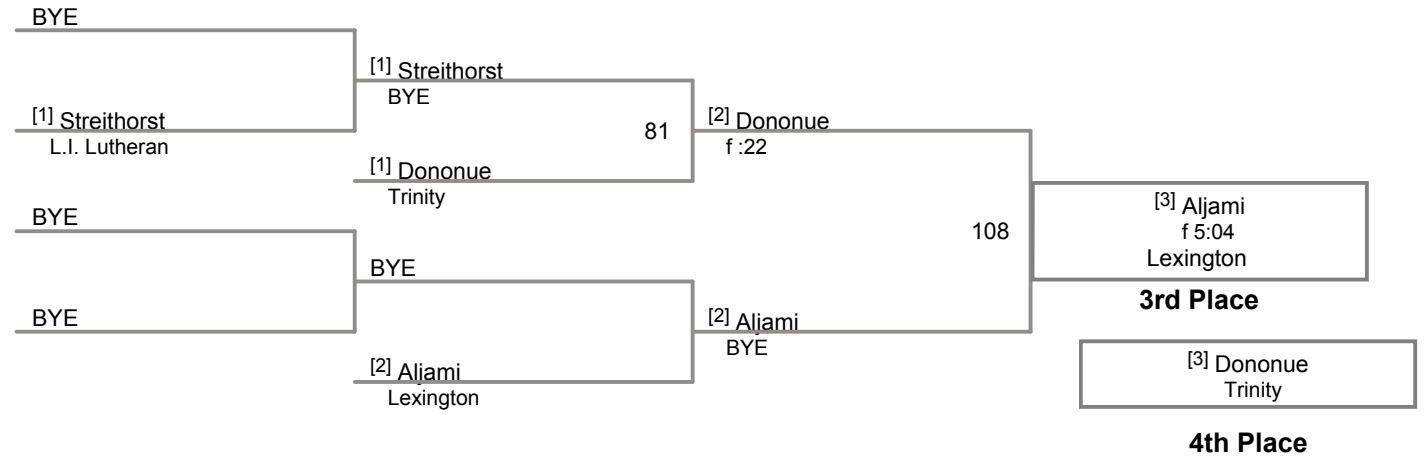 BYE
[1] Streithorst
BYE
[1] Streithorst
L.I. Lutheran
81
[2] Dononue
f :22
[1] Dononue
Trinity
BYE
108
[3] Aljami
f 5:04
Lexington
3rd Place
BYE
BYE
[2] Aljami
BYE
[2] Aljami
Lexington
[3] Dononue
Trinity
4th Place